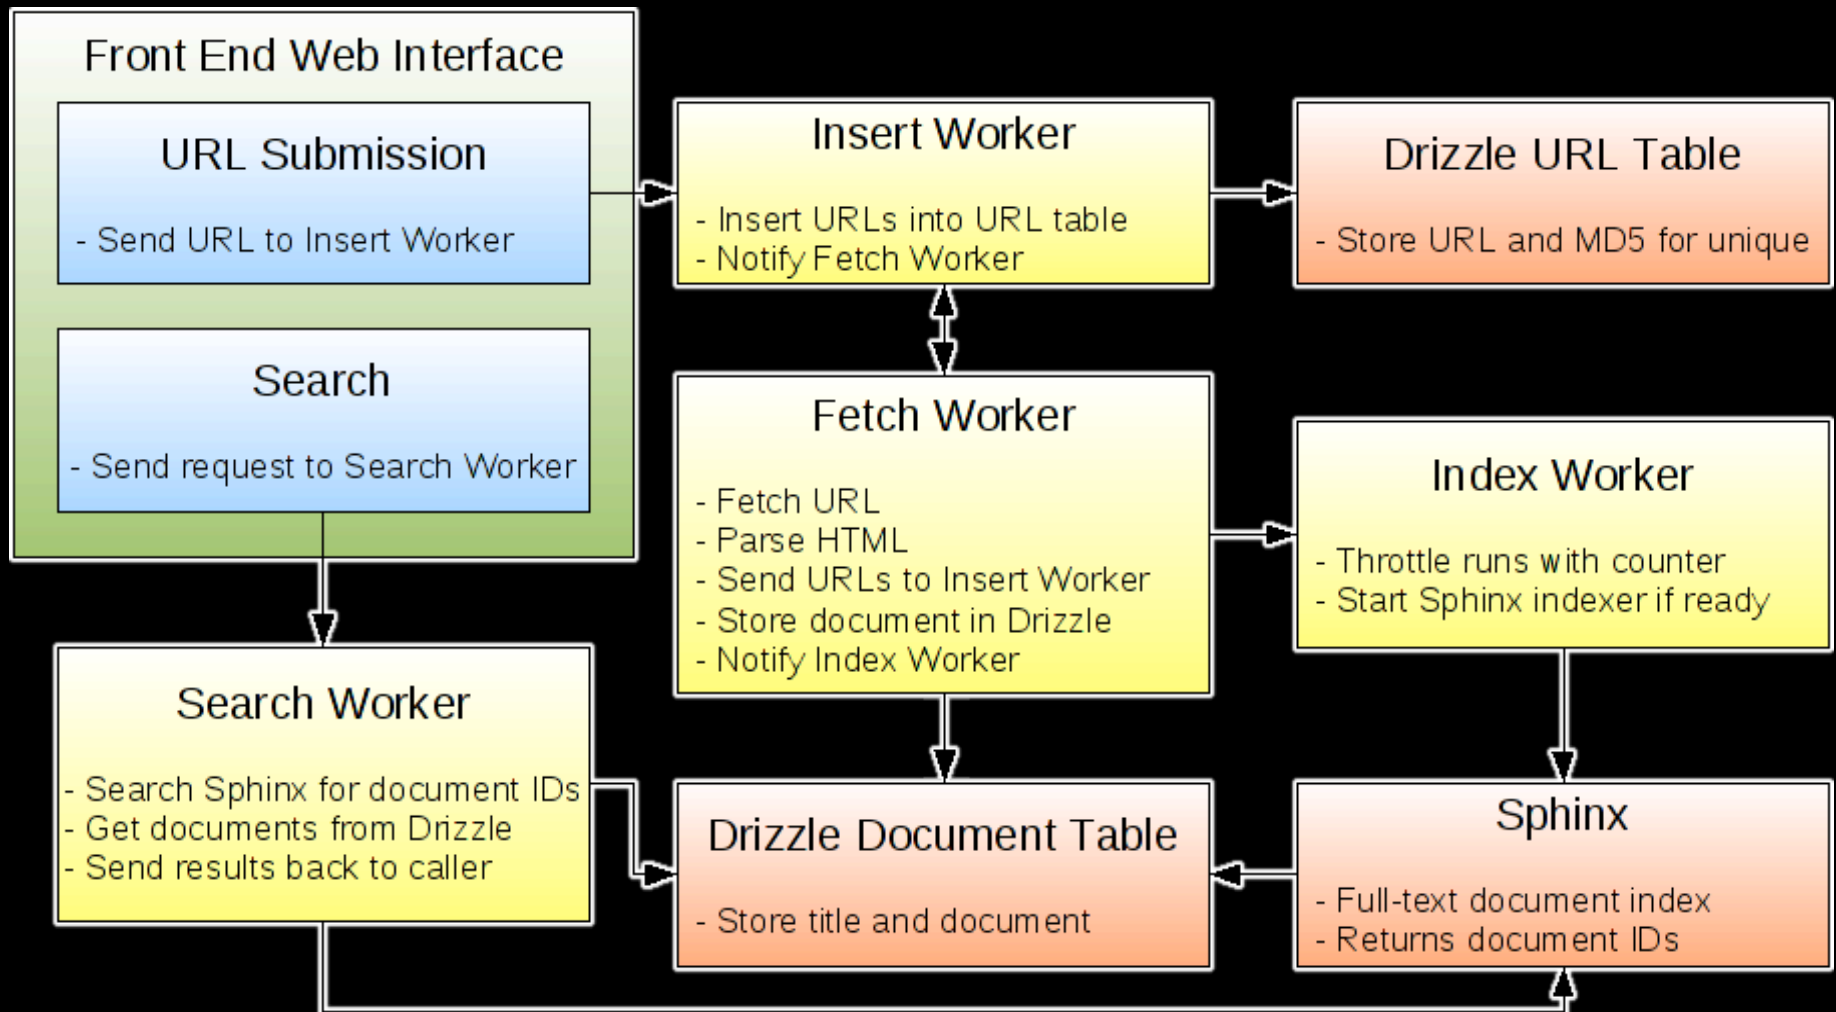 Front End Web Interface
URL Submission
- Send URL to Insert Worker
Search
- Send request to Search Worker
Insert Worker
- Insert URLs into URL table
- Notify Fetch Worker
Drizzle URL Table
- Store URL and MD5 for unique
Fetch Worker
- Fetch URL
- Parse HTML
- Send URLs to Insert Worker
- Store document in Drizzle
- Notify Index Worker
Index Worker
- Throttle runs with counter
- Start Sphinx indexer if ready
Search Worker
- Search Sphinx for document IDs
- Get documents from Drizzle
- Send results back to caller
Drizzle Document Table
- Store title and document
Sphinx
- Full-text document index
- Returns document IDs